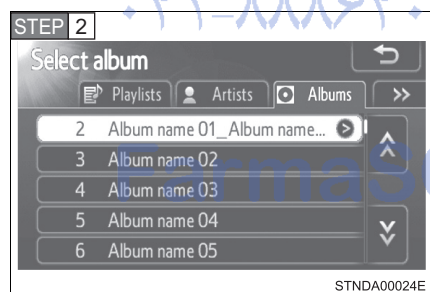 STEP 2
Select album
Playlists Artists Albums >>
2 Album name 01_Album name...
3 Album name 02
4 Album name 03
5 Album name 04
6 Album name 05
STNDA00024E